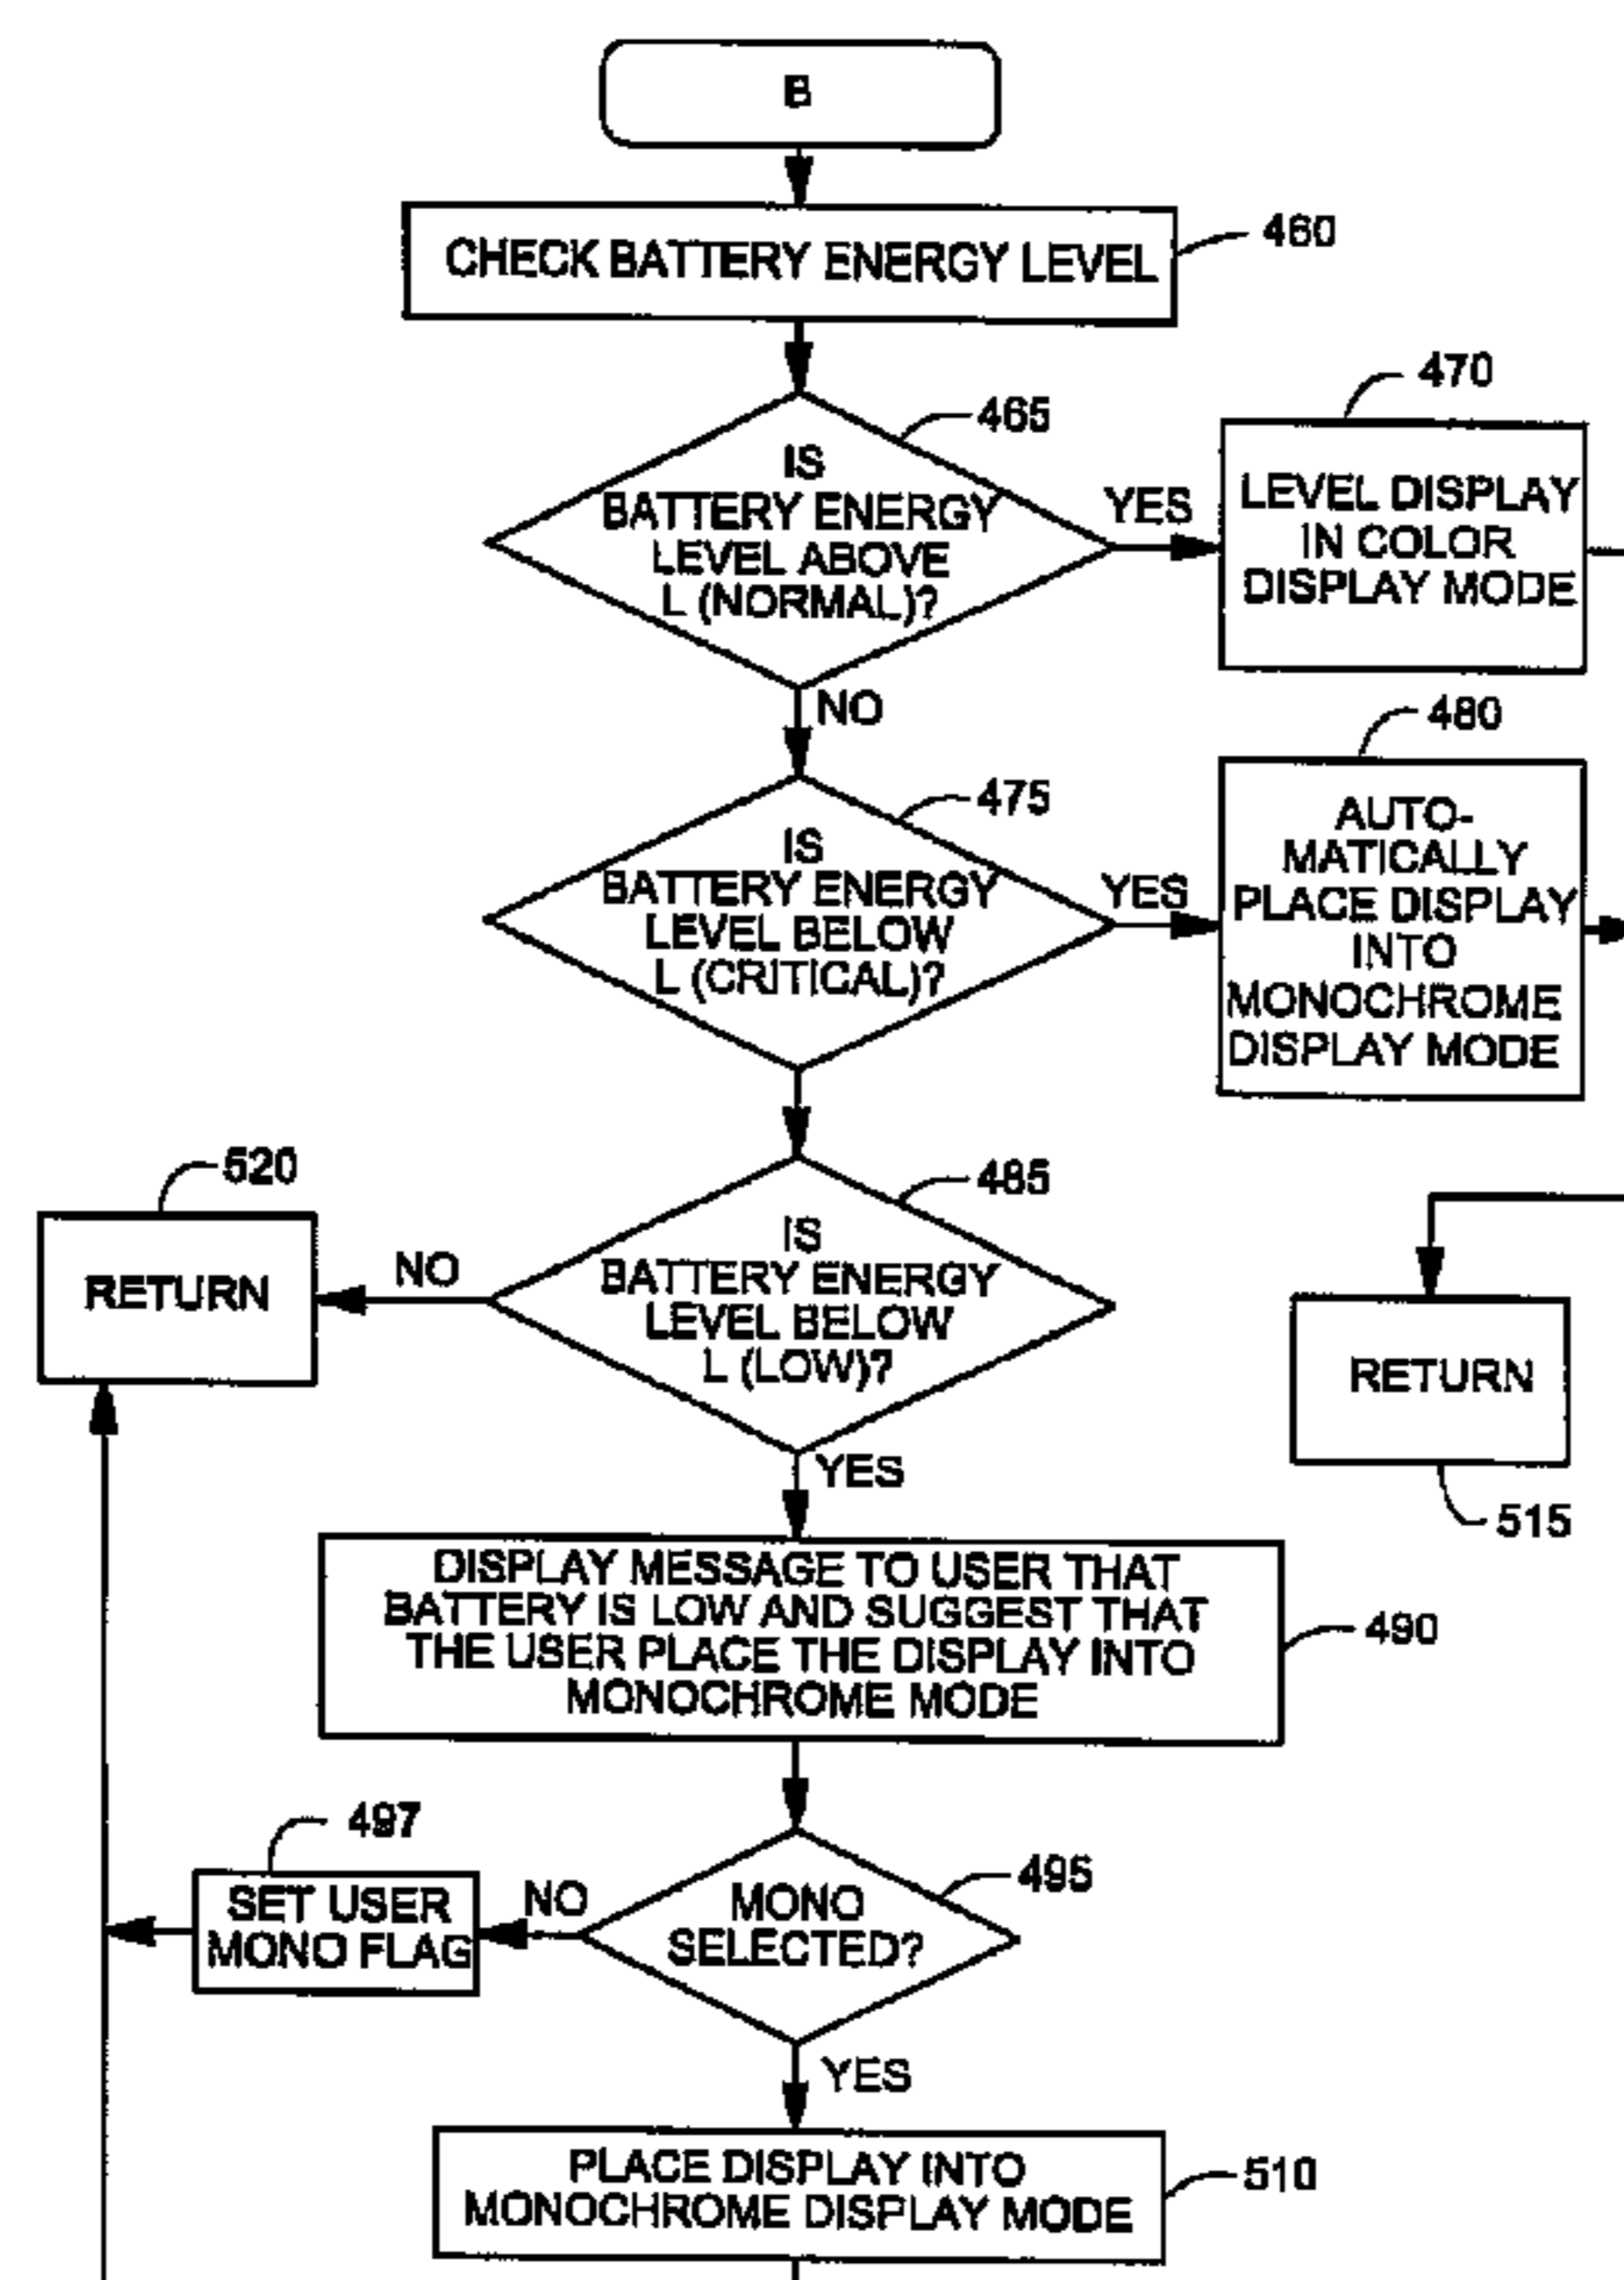 B
CHECK BATTERY ENERGY LEVEL
460
465
IS
BATTERY ENERGY
LEVEL ABOVE
L (NORMAL)?
YES
470
LEVEL DISPLAY
IN COLOR
DISPLAY MODE
NO
475
IS
BATTERY ENERGY
LEVEL BELOW
L (CRITICAL)?
YES
480
AUTO-
MATICALLY
PLACE DISPLAY
INTO
MONOCHROME
DISPLAY MODE
485
IS
BATTERY ENERGY
LEVEL BELOW
L (LOW)?
NO
520
RETURN
RETURN
515
YES
DISPLAY MESSAGE TO USER THAT
BATTERY IS LOW AND SUGGEST THAT
THE USER PLACE THE DISPLAY INTO
MONOCHROME MODE
490
495
MONO
SELECTED?
NO
497
SET USER
MONO FLAG
YES
PLACE DISPLAY INTO
MONOCHROME DISPLAY MODE
510